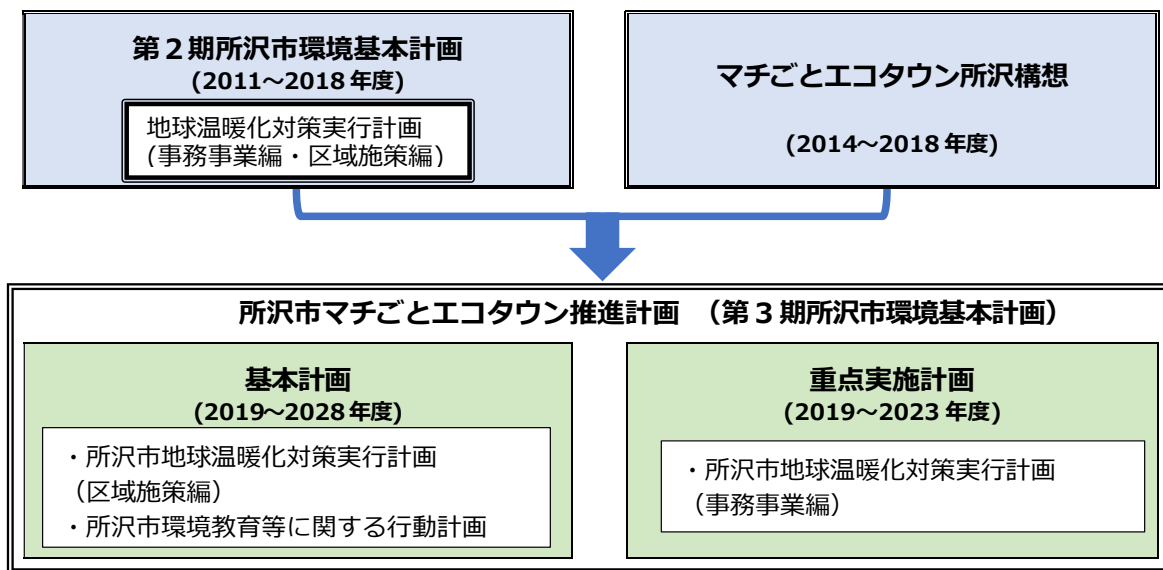 第２期所沢市環境基本計画
(2011～2018年度)
地球温暖化対策実行計画
(事務事業編・区域施策編)
マチごとエコタウン所沢構想
(2014～2018年度)
所沢市マチごとエコタウン推進計画 （第３期所沢市環境基本計画）
基本計画
(2019～2028年度)
・所沢市地球温暖化対策実行計画
（区域施策編）
・所沢市環境教育等に関する行動計画
重点実施計画
(2019～2023年度)
・所沢市地球温暖化対策実行計画
（事務事業編）